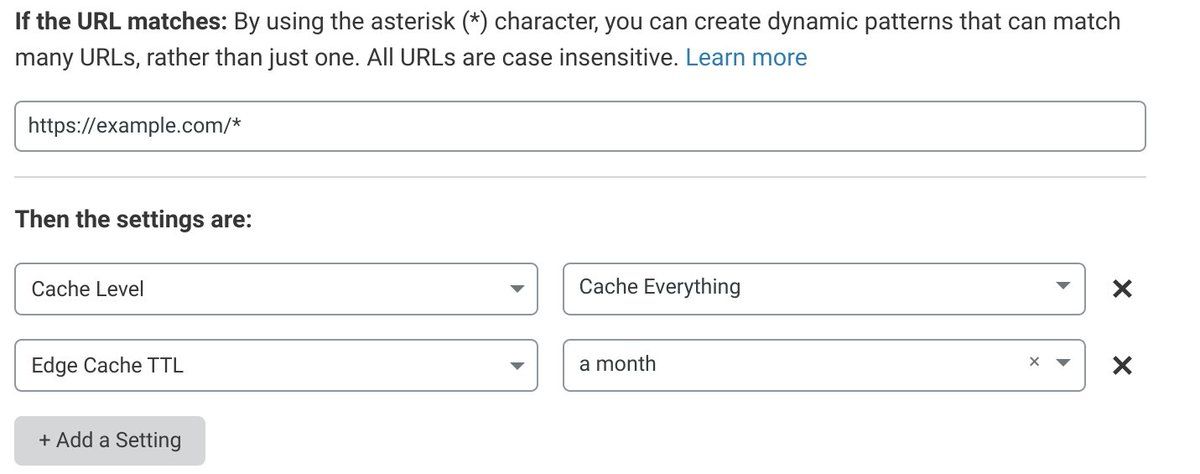 If the URL matches: By using the asterisk (*) character, you can create dynamic patterns that can match
many URLs, rather than just one. All URLs are case insensitive. Learn more
https://example.com/*
Then the settings are:
Cache Level
Cache Everything
Edge Cache TTL
a month
+ Add a Setting